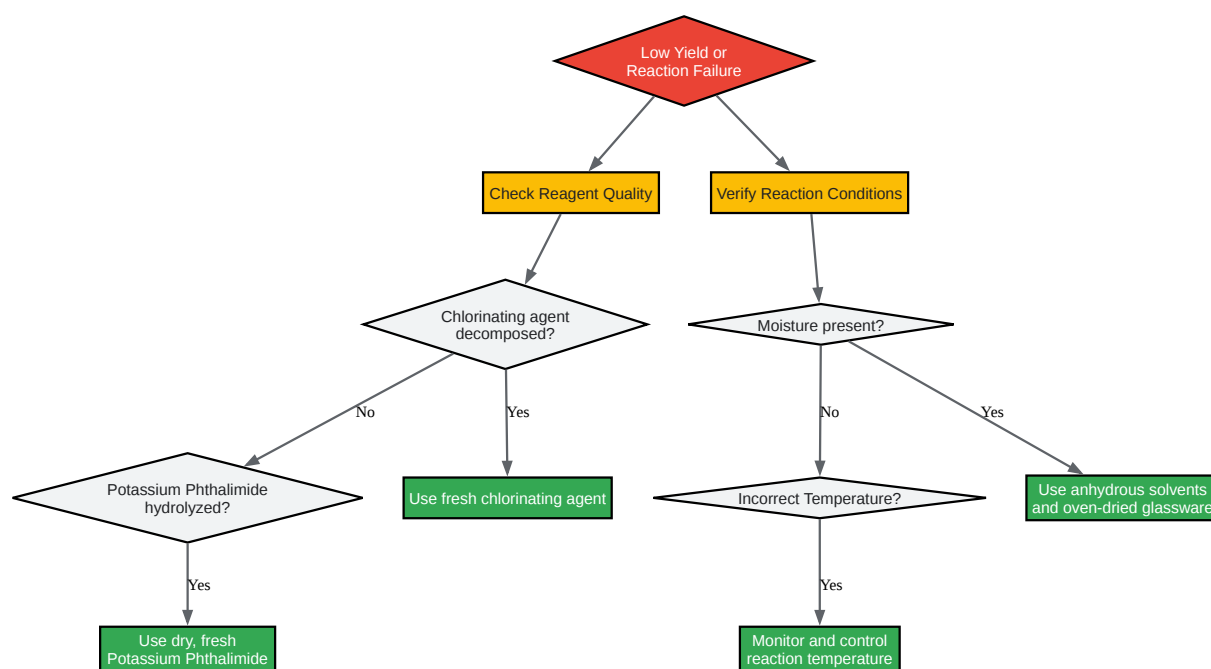 Low Yield or
Reaction Failure
Check Reagent Quality
Verify Reaction Conditions
Chlorinating agent
decomposed?
Moisture present?
No
Yes
No
Yes
Potassium Phthalimide
hydrolyzed?
Use fresh chlorinating agent
Incorrect Temperature?
Use anhydrous solvents
and oven-dried glassware
Yes
Yes
Use dry, fresh
Potassium Phthalimide
Monitor and control
reaction temperature